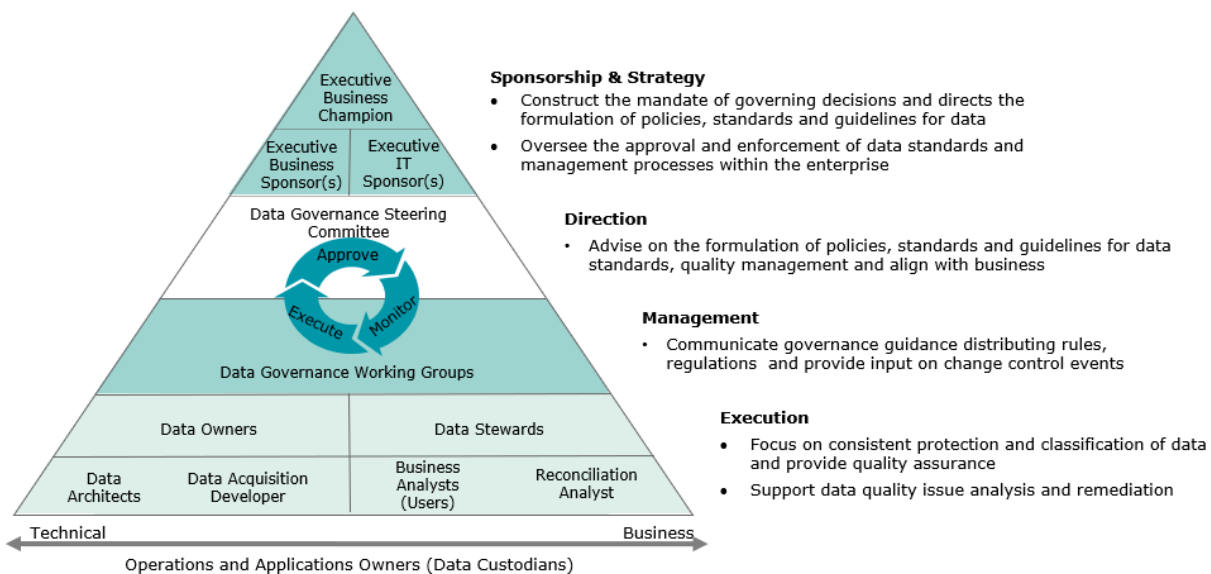 Executive
Business
Champion
Executive
Business
Sponsor(s)
Executive
IT
Sponsor(s)
Data Governance Steering
Committee
Approve
Monitor
Execute
Data Governance Working Groups
Data Owners
Data Stewards
Data
Architects
Data Acquisition
Developer
Business
Analysts
(Users)
Reconciliation
Analyst
Technical
Business
Operations and Applications Owners (Data Custodians)
Sponsorship & Strategy
• Construct the mandate of governing decisions and directs the
formulation of policies, standards and guidelines for data
• Oversee the approval and enforcement of data standards and
management processes within the enterprise
Direction
• Advise on the formulation of policies, standards and guidelines for data
standards, quality management and align with business
Management
• Communicate governance guidance distributing rules,
regulations and provide input on change control events
Execution
• Focus on consistent protection and classification of data
and provide quality assurance
• Support data quality issue analysis and remediation